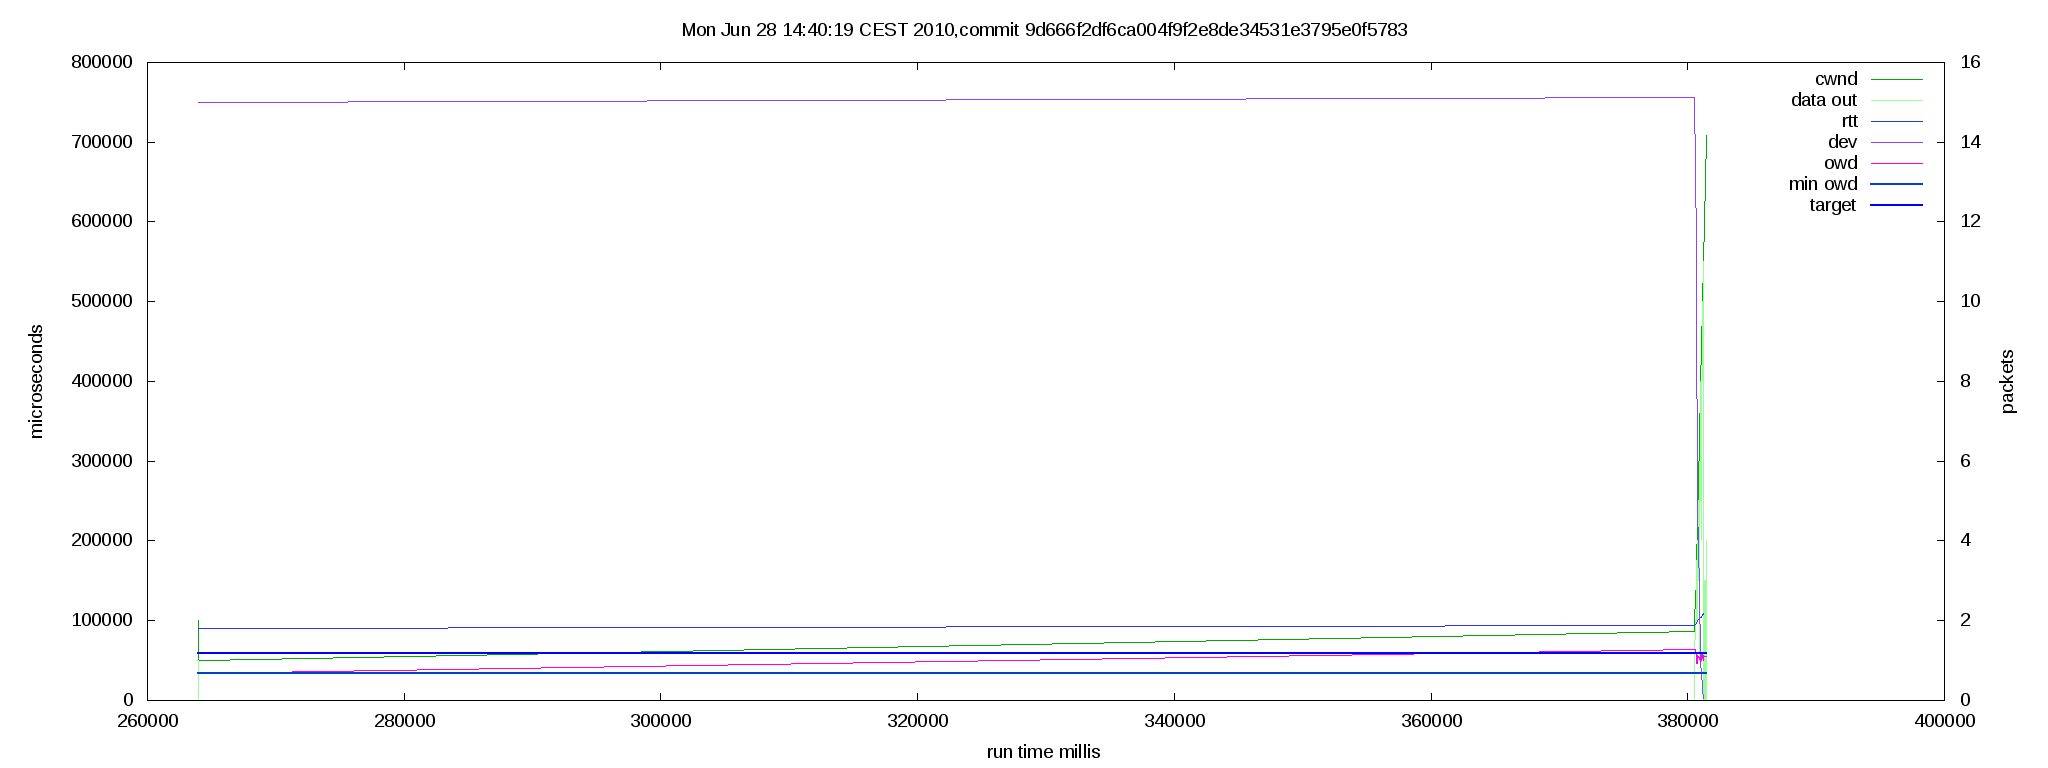 Mon Jun 28 14:40:19 CEST 2010,commit 9d666f2df6ca004f9f2e8de34531e3795e0f5783
800000
700000
600000
500000
400000
300000
200000
100000
0
microseconds
16
14
12
10
8
6
4
2
0
packets
cwnd
data out
rtt
dev
owd
min owd
target
260000 280000 300000 320000 340000 360000 380000 400000
run time millis